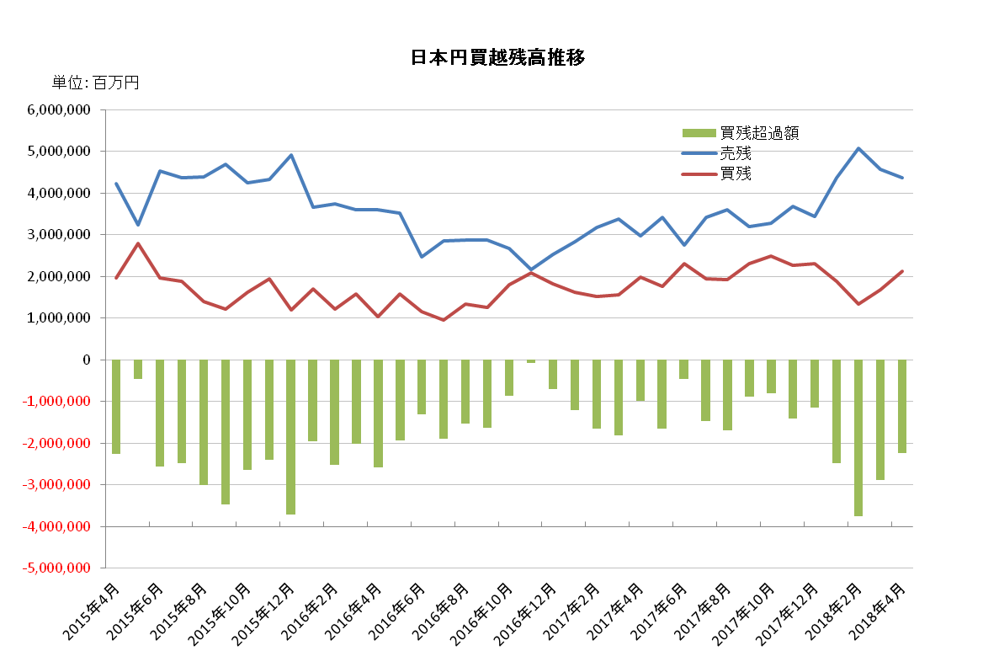 日本円買越残高推移
単位：百万円
6,000,000
5,000,000
4,000,000
3,000,000
2,000,000
1,000,000
0
-1,000,000
-2,000,000
-3,000,000
-4,000,000
-5,000,000
買残超過額
売残
買残
2015年4月
2015年6月
2015年8月
2015年10月
2015年12月
2016年2月
2016年4月
2016年6月
2016年8月
2016年10月
2016年12月
2017年2月
2017年4月
2017年6月
2017年8月
2017年10月
2017年12月
2018年2月
2018年4月